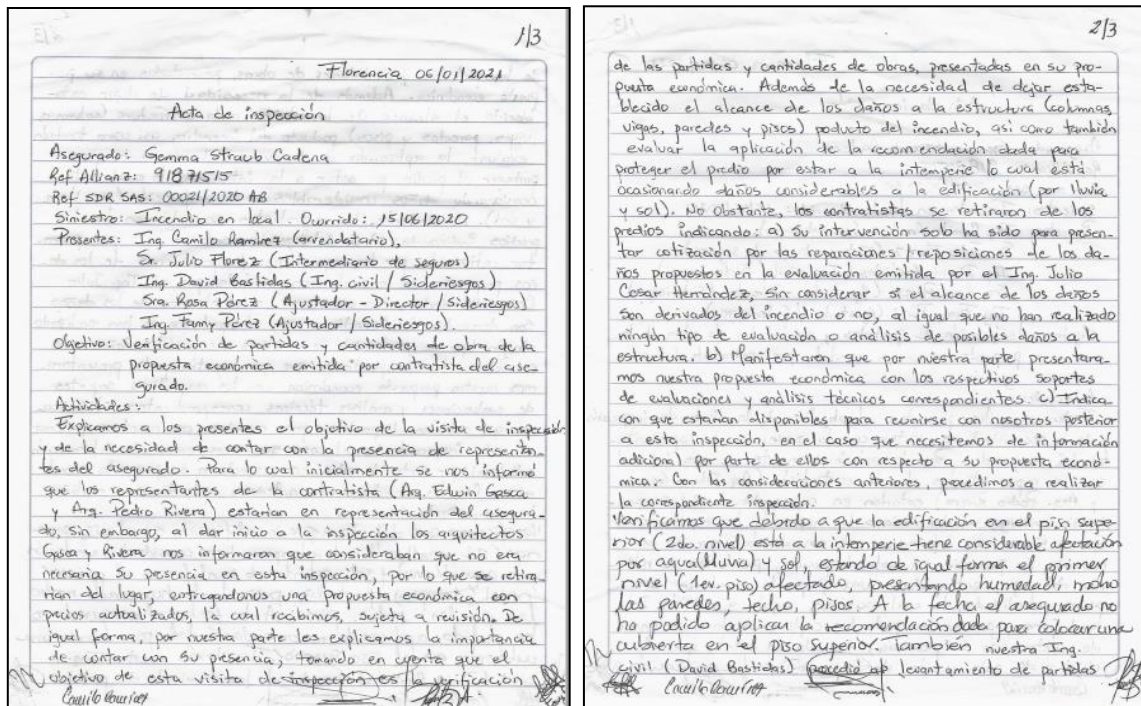 1/3
Florencia 06/01/2021
Acta de inspección
Asegurado: Gemma Straub Cadena
Ref Allianz: 91871515
Ref SDR SAS: 00021/2020 AB
Siniestro: Incendio en local. Ocurrido: 15/06/2020
Presentes: Ing. Camilo Ramírez (arrendatario),
Sr. Julio Florez (Intermediario de seguros)
Ing. David Bastidas (Ing. civil / Sideriesgos)
Sra. Rosa Pérez (Ajustador - Director / Sideriesgos)
Ing. Fanny Pérez (Ajustador / Sideriesgos).
Objetivo: Verificación de partidas y cantidades de obra de la
propuesta económica emitida por contratista del ase-
gurado.
Actividades:
Explicamos a los presentes el objetivo de la visita de inspección
y de la necesidad de contar con la presencia de representan-
tes del asegurado. Para lo cual inicialmente se nos informó
que los representantes de la contratista (Arq. Edwin Gasca
y Arq. Pedro Rivera) estarían en representación del asegura-
do, sin embargo, al dar inicio a la inspección los arquitectos
Gasca y Rivera nos informaron que consideraban que no era
necesaria su presencia en esta inspección, por lo que se retira-
rían del lugar, entregandonos una propuesta económica con
precios actualizados, la cual recibimos, sujeta a revisión. De
igual forma, por nuestra parte les explicamos la importancia
de contar con su presencia, tomando en cuenta que el
objetivo de esta visita de inspección es la verificación
Camilo Ramírez
2/3
de las partidas y cantidades de obras, presentadas en su pro-
puesta económica. Además de la necesidad de dejar esta-
blecido el alcance de los daños a la estructura (columnas,
vigas, paredes y pisos) poducto del incendio, así como también
evaluar la aplicación de la recomendación dada para
proteger el predio por estar a la intemperie lo cual está
ocasionando daños considerables a la edificación (por lluvia
y sol). No obstante, los contratistas se retiraron de los
predios indicando: a) Su intervención solo ha sido para presen-
tar cotización por las reparaciones/reposiciones de los da-
ños propuestos en la evaluación emitida por el Ing. Julio
Cesar Hernández, sin considerar si el alcance de los daños
son derivados del incendio o no, al igual que no han realizado
ningún tipo de evaluación o análisis de posibles daños a la
estructura. b) Manifestaron que por nuestra parte presentara-
mos nuestra propuesta económica con los respectivos soportes
de evaluaciones y análisis técnicos correspondientes. c) Indica
con que estarían disponibles para reunirse con nosotros posterior
a esta inspección, en el caso que necesitemos de información
adicional por parte de ellos con respecto a su propuesta econó-
mica. Con las consideraciones anteriores, procedimos a realizar
la correspondiente inspección.
Verificamos que debido a que la edificación en el piso supe-
rior (2do. nivel) está a la intemperie tiene considerable afectación
por agua (lluvia) y sol, estando de igual forma el primer
nivel (1er. piso) afectado, presentando humedad, moho
las paredes, techo, pisos. A la fecha el asegurado no
ha podido aplicar la recomendación dada para colocar una
cubierta en el piso superior. También nuestra Ing.
civil (David Bastidas) procedió al levantamiento de partidas
Camilo Ramírez